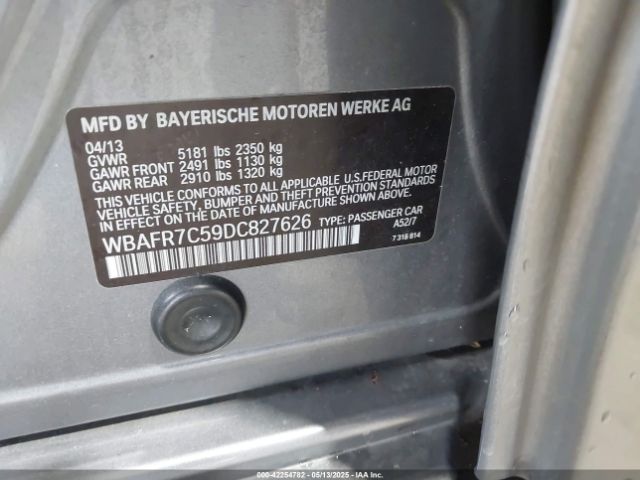 MFD BY BAYERISCHE MOTOREN WERKE AG
04/13
GVWR 5181 lbs 2350 kg
GAWR FRONT 2491 lbs 1130 kg
GAWR REAR 2910 lbs 1320 kg
THIS VEHICLE CONFORMS TO ALL APPLICABLE U.S.FEDERAL MOTOR
VEHICLE SAFETY, BUMPER AND THEFT PREVENTION STANDARDS
IN EFFECT ON THE DATE OF MANUFACTURE SHOWN ABOVE.
WBAFR7C59DC827626 TYPE: PASSENGER CAR
A52/7
7 318 814
000-42254782 - 05/13/2025 - IAA Inc.